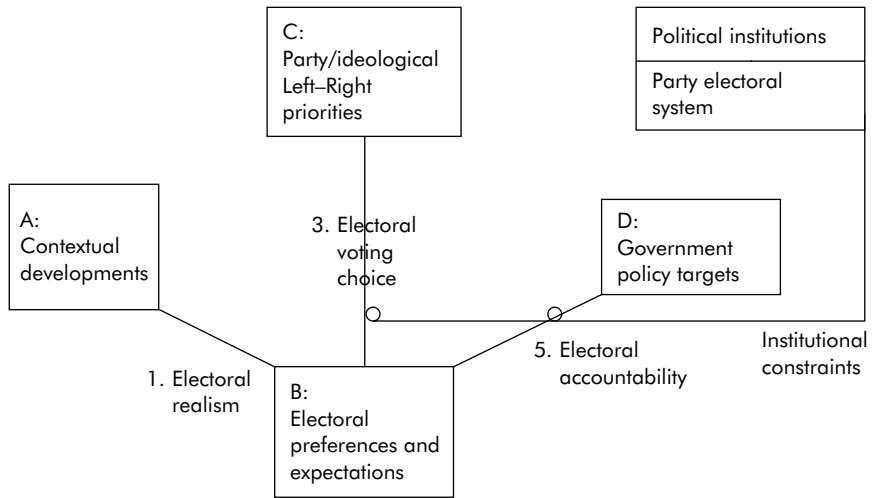 C:
Party/ideological
Left–Right
priorities
Political institutions
Party electoral
system
A:
Contextual
developments
3. Electoral
voting
choice
D:
Government
policy targets
1. Electoral
realism
5. Electoral
accountability
Institutional
constraints
B:
Electoral
preferences and
expectations